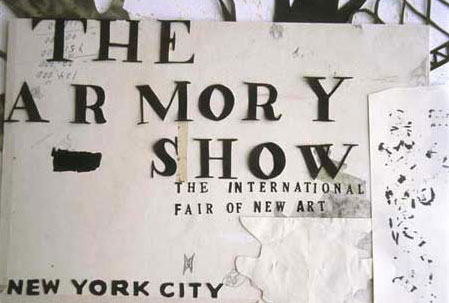 THE
ARMORY
SHOW
THE INTERNATIONAL
FAIR OF NEW ART
NEW YORK CITY